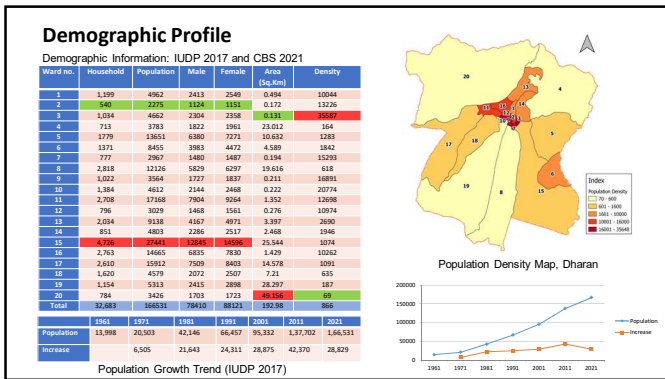 Demographic Profile
Demographic Information: IUDP 2017 and CBS 2021
Ward no. Household Population Male Female Area (Sq.Km) Density
1 1,199 4962 2413 2549 0.494 10044
2 540 2275 1124 1151 0.172 13226
3 1,034 4662 2304 2358 0.131 35587
4 713 3783 1822 1961 23.012 164
5 1779 13651 6380 7271 10.632 1283
6 1371 8455 3983 4472 4.589 1842
7 777 2967 1480 1487 0.194 15293
8 2,818 12126 5829 6297 19.616 618
9 1,022 3564 1727 1837 0.211 16891
10 1,384 4612 2144 2468 0.222 20774
11 2,708 17168 7904 9264 1.352 12698
12 796 3029 1468 1561 0.276 10974
13 2,034 9138 4167 4971 3.397 2690
14 851 4803 2286 2517 2.468 1946
15 4,726 27441 12845 14596 25.544 1074
16 2,763 14665 6835 7830 1.429 10262
17 2,610 15912 7509 8403 14.578 1091
18 1,620 4579 2072 2507 7.21 635
19 1,154 5313 2415 2898 28.297 187
20 784 3426 1703 1723 49.156 69
Total 32,683 166531 78410 88121 192.98 866
1961 1971 1981 1991 2001 2011 2021
Population 13,998 20,503 42,146 66,457 95,332 1,37,702 1,66,531
Increase 6,505 21,643 24,311 28,875 42,370 28,829
Population Growth Trend (IUDP 2017)
20
4
13
14
11
16
17
18
19
8
5
6
15
Index
Population Density
70 - 600
601 - 1600
1601 - 10000
10001 - 16000
16001 - 35640
Population Density Map, Dharan
200000
150000
100000
50000
0
1961 1971 1981 1991 2001 2011 2021
Population
Increase